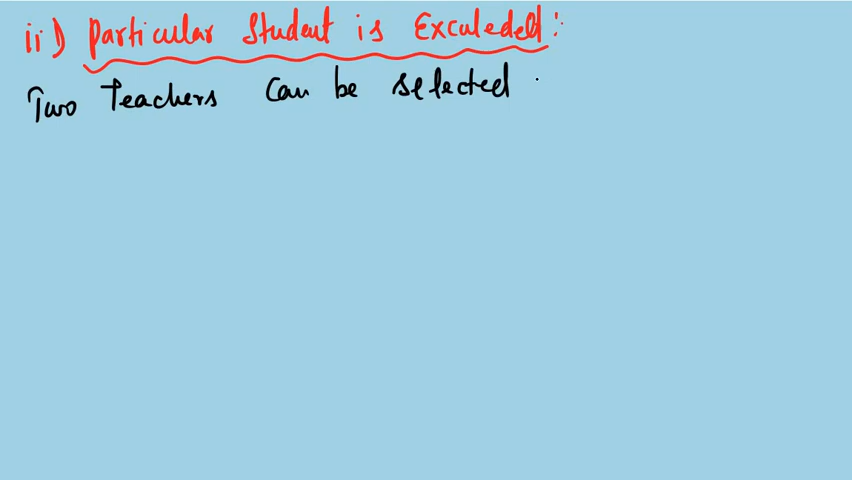 ii) Particular Student is Exculeded :
Two Teachers can be selected